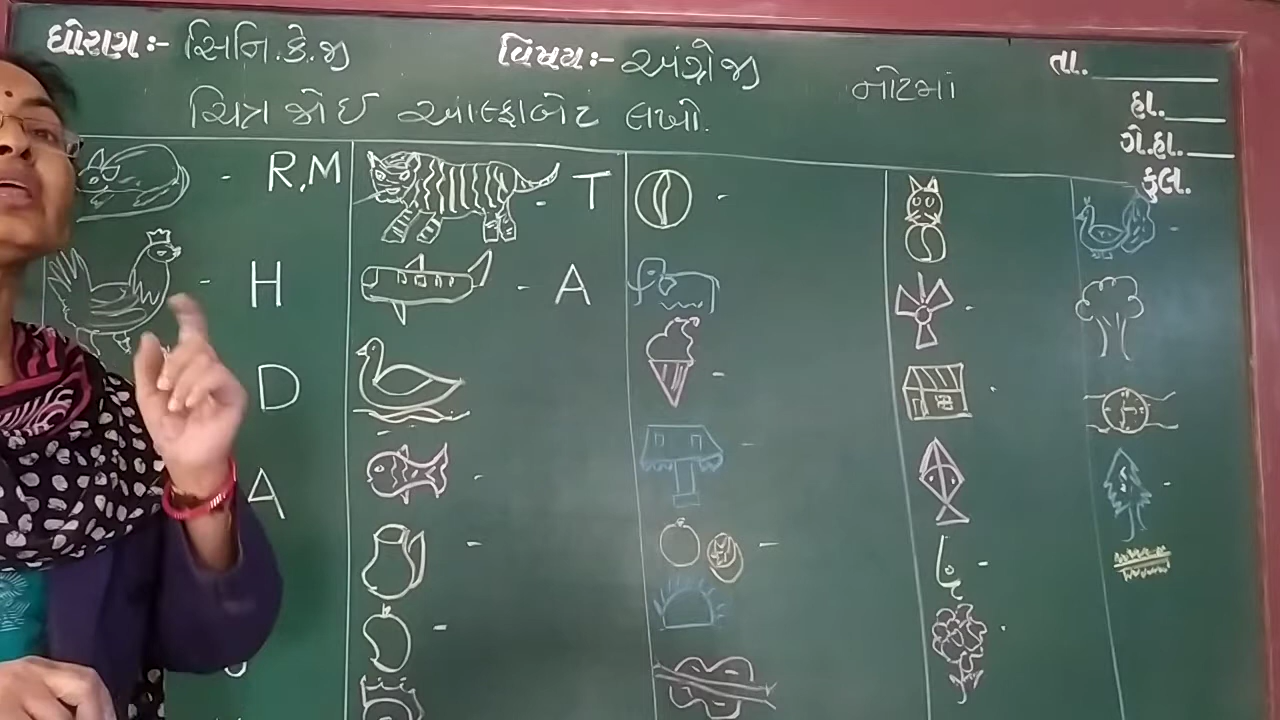 ધોરણઃ- સિનિ.કે.જી વિષયઃ- અંગ્રેજી નોટમાં તા.
હા.
ગે.હા.
કુલ.
ચિત્ર જોઈ આલ્ફાબેટ લખો.
R,M
T
H
A
D
A